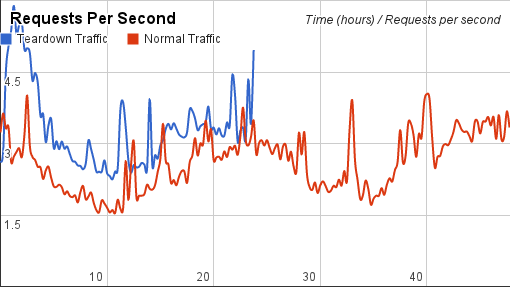 Requests Per Second
Time (hours) / Requests per second
Teardown Traffic
Normal Traffic
4.5
3
1.5
10
20
30
40